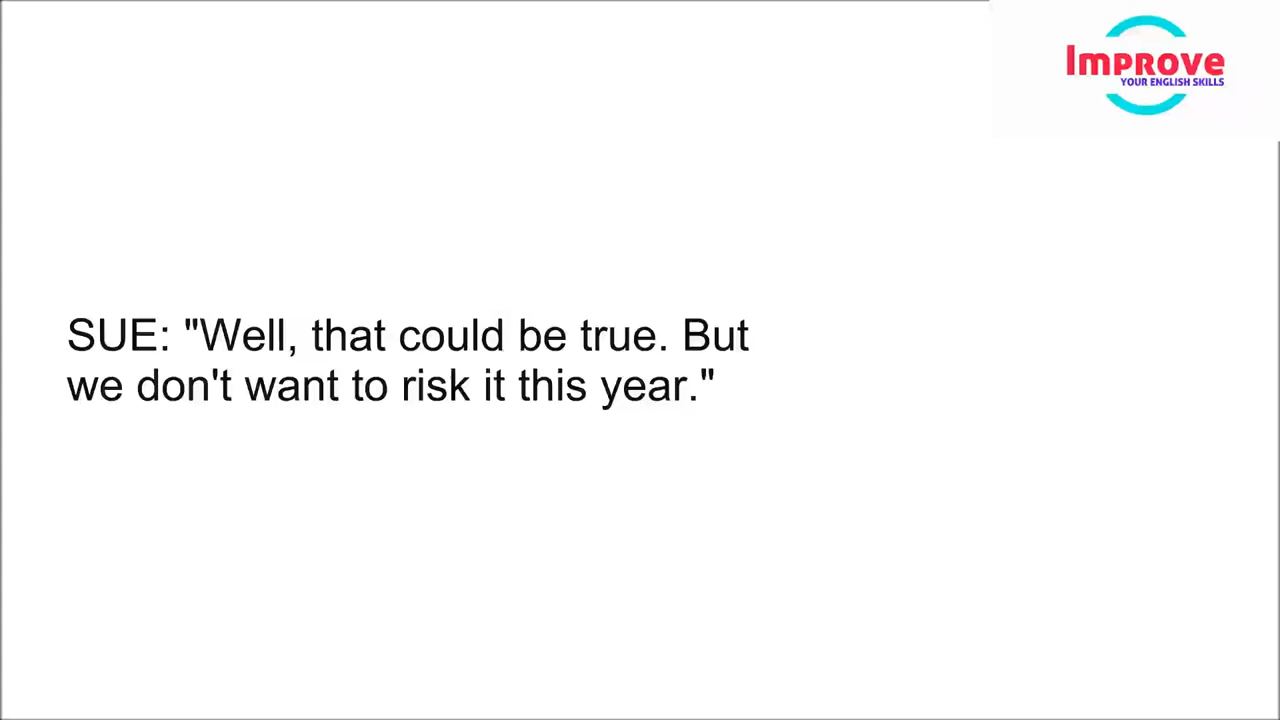 Improve
YOUR ENGLISH SKILLS
SUE: "Well, that could be true. But
we don't want to risk it this year."